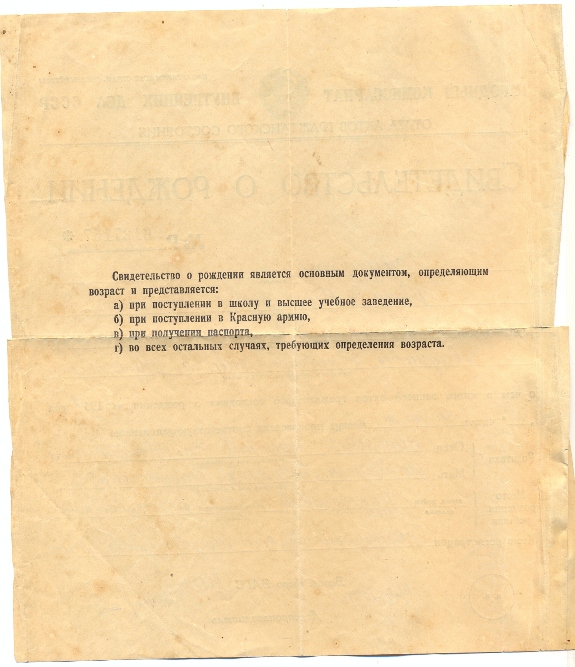 Свидетельство о рождении является основным документом, определяющим
возраст и представляется:
а) при поступлении в школу и высшее учебное заведение,
б) при поступлении в Красную армию,
в) при получении паспорта,
г) во всех остальных случаях, требующих определения возраста.